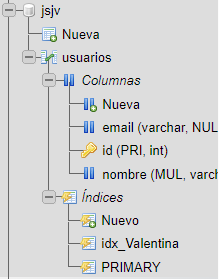 jsjv
Nueva
usuarios
Columnas
Nueva
email (varchar, NUL
id (PRI, int)
nombre (MUL, varch
Índices
Nuevo
idx_Valentina
PRIMARY